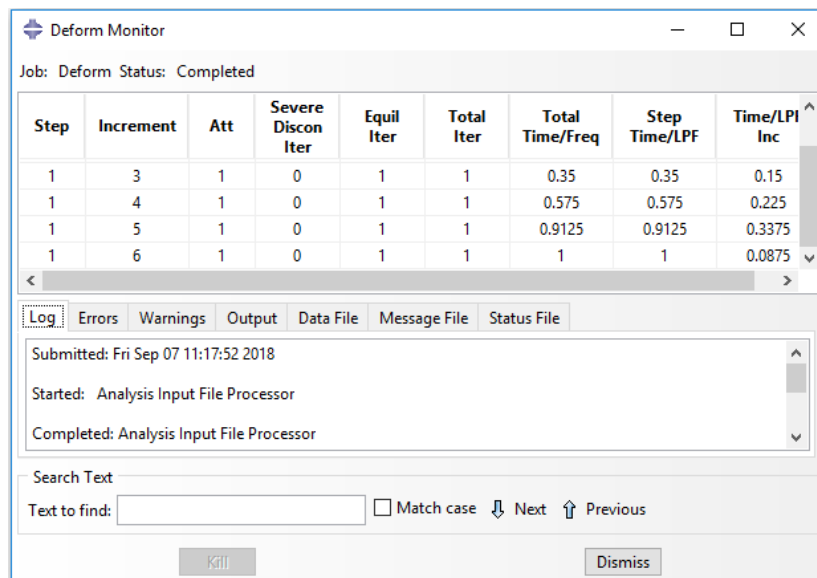 Deform Monitor
Job: Deform Status: Completed
Step Increment Att Severe Discon Iter Equil Iter Total Iter Total Time/Freq Step Time/LPF Time/LPF Inc
1 3 1 0 1 1 0.35 0.35 0.15
1 4 1 0 1 1 0.575 0.575 0.225
1 5 1 0 1 1 0.9125 0.9125 0.3375
1 6 1 0 1 1 1 1 0.0875
Log Errors Warnings Output Data File Message File Status File
Submitted: Fri Sep 07 11:17:52 2018
Started: Analysis Input File Processor
Completed: Analysis Input File Processor
Search Text
Text to find: Match case Next Previous
Kill Dismiss